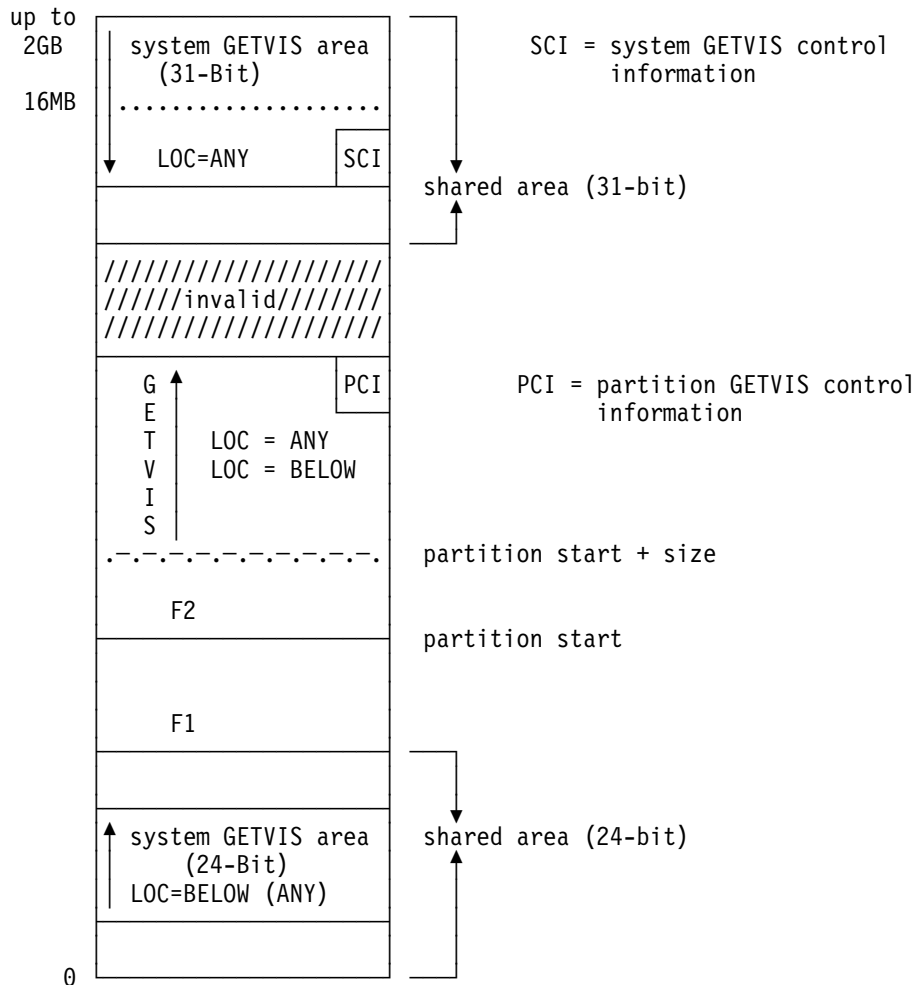 up to
2GB system GETVIS area SCI = system GETVIS control
(31-Bit) information
16MB ......................
LOC=ANY SCI
shared area (31-bit)
/////////////////////
//////invalid////////
/////////////////////
G PCI PCI = partition GETVIS control
E information
T LOC = ANY
V LOC = BELOW
I
S
partition start + size
F2
partition start
F1
system GETVIS area shared area (24-bit)
(24-Bit)
LOC=BELOW (ANY)
0